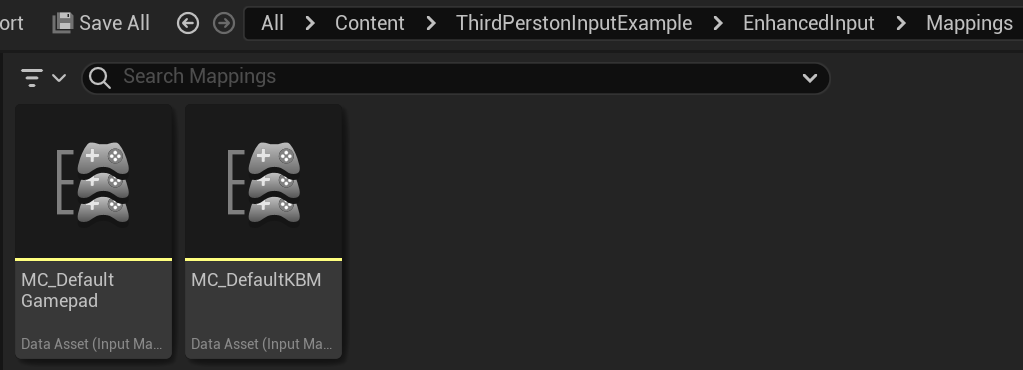 ort Save All All > Content > ThirdPerstonInputExample > EnhancedInput > Mappings
Search Mappings
MC_Default
Gamepad
Data Asset (Input Ma...
MC_DefaultKBM
Data Asset (Input Ma...